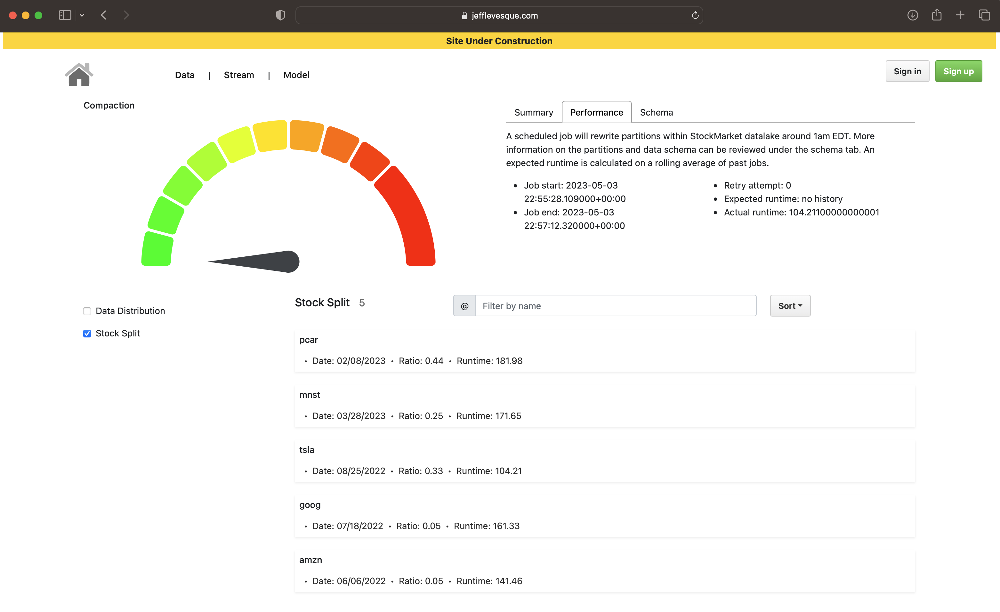 jefflevesque.com
Site Under Construction
Data | Stream | Model
Sign in
Sign up
Compaction
Summary
Performance
Schema
A scheduled job will rewrite partitions within StockMarket datalake around 1am EDT. More
information on the partitions and data schema can be reviewed under the schema tab. An
expected runtime is calculated on a rolling average of past jobs.
• Job start: 2023-05-03
22:55:28.109000+00:00
• Job end: 2023-05-03
22:57:12.320000+00:00
• Retry attempt: 0
• Expected runtime: no history
• Actual runtime: 104.21100000000001
Data Distribution
Stock Split
Stock Split 5
@ Filter by name
Sort
pcar
• Date: 02/08/2023 • Ratio: 0.44 • Runtime: 181.98
mnst
• Date: 03/28/2023 • Ratio: 0.25 • Runtime: 171.65
tsla
• Date: 08/25/2022 • Ratio: 0.33 • Runtime: 104.21
goog
• Date: 07/18/2022 • Ratio: 0.05 • Runtime: 161.33
amzn
• Date: 06/06/2022 • Ratio: 0.05 • Runtime: 141.46